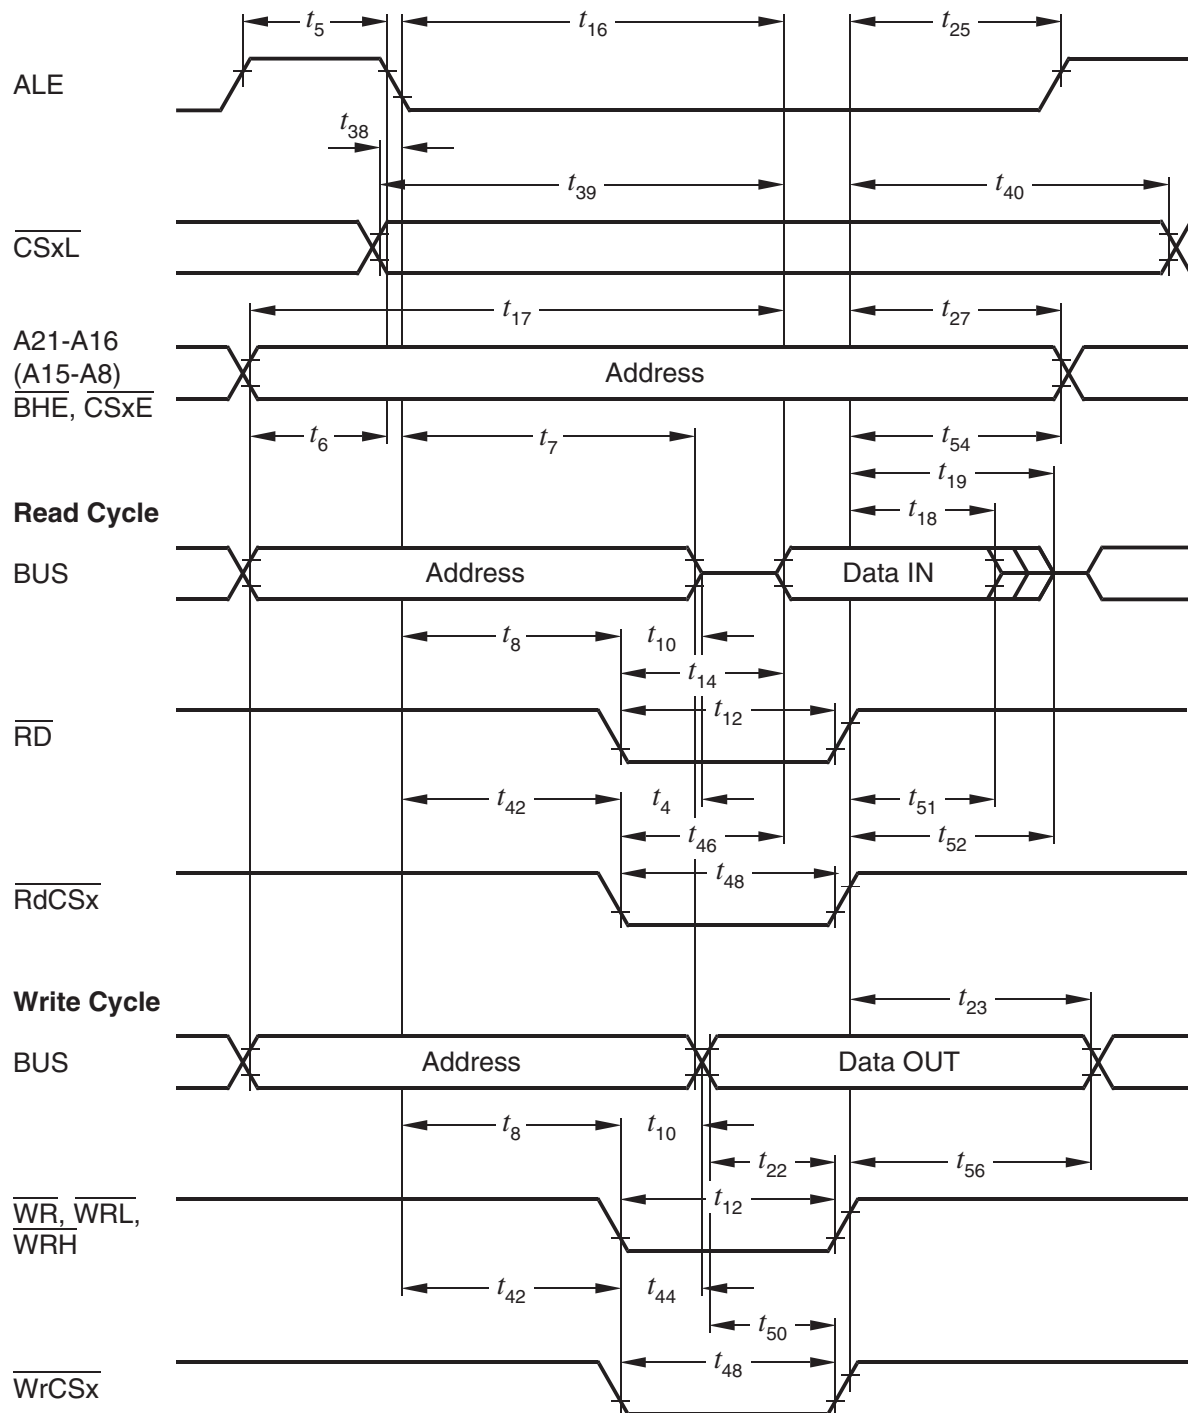 t5 t16 t25
ALE
t38
t39 t40
CSxL
t17 t27
A21-A16
(A15-A8)
BHE, CSxE
Address
t6 t7 t54
t19
Read Cycle
t18
BUS Address Data IN
t8 t10
t14
t12
RD
t42 t4 t51
t46 t52
t48
RdCSx
Write Cycle
t23
BUS Address Data OUT
t8 t10
t22 t56
t12
WR, WRL,
WRH
t42 t44
t50
t48
WrCSx